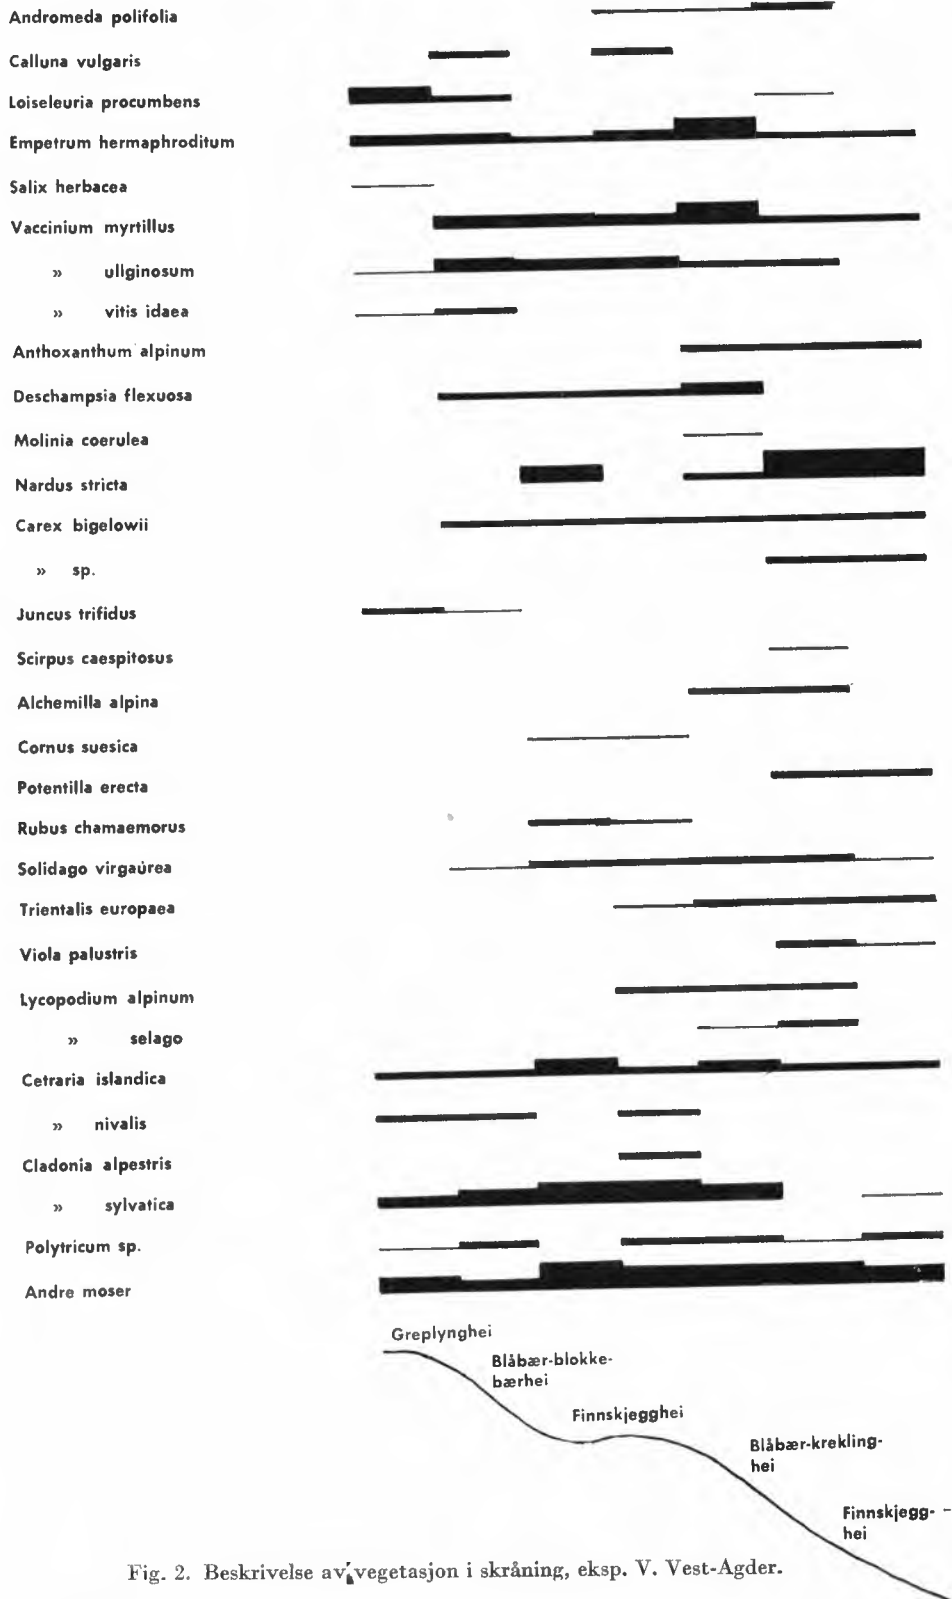 Andromeda polifolia
Calluna vulgaris
Loiseleuria procumbens
Empetrum hermaphroditum
Salix herbacea
Vaccinium myrtillus
» uliginosum
» vitis idaea
Anthoxanthum alpinum
Deschampsia flexuosa
Molinia coerulea
Nardus stricta
Carex bigelowii
» sp.
Juncus trifidus
Scirpus caespitosus
Alchemilla alpina
Cornus suesica
Potentilla erecta
Rubus chamaemorus
Solidago virgaurea
Trientalis europaea
Viola palustris
Lycopodium alpinum
» selago
Cetraria islandica
» nivalis
Cladonia alpestris
» sylvatica
Polytricum sp.
Andre moser
Greplynghei
Blåbær-blokke-
bærhei
Finnskjegghei
Blåbær-krekling-
hei
Finnskjegg-
hei
Fig. 2. Beskrivelse av vegetasjon i skråning, eksp. V. Vest-Agder.